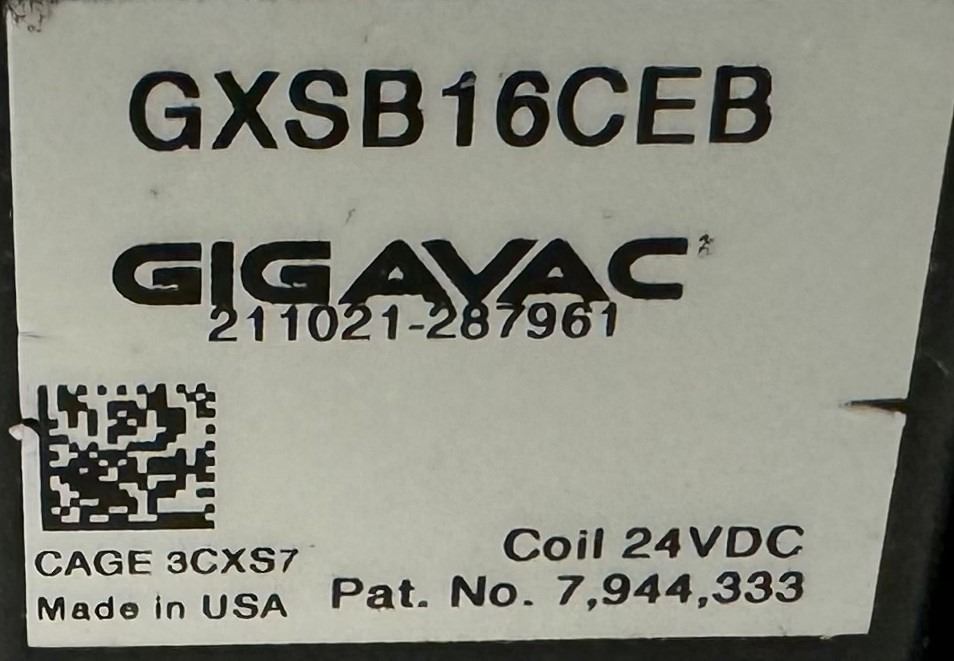 GXSB16CEB
GIGAVAC
211021-287961
CAGE 3CXS7
Made in USA
Coil 24VDC
Pat. No. 7,944,333